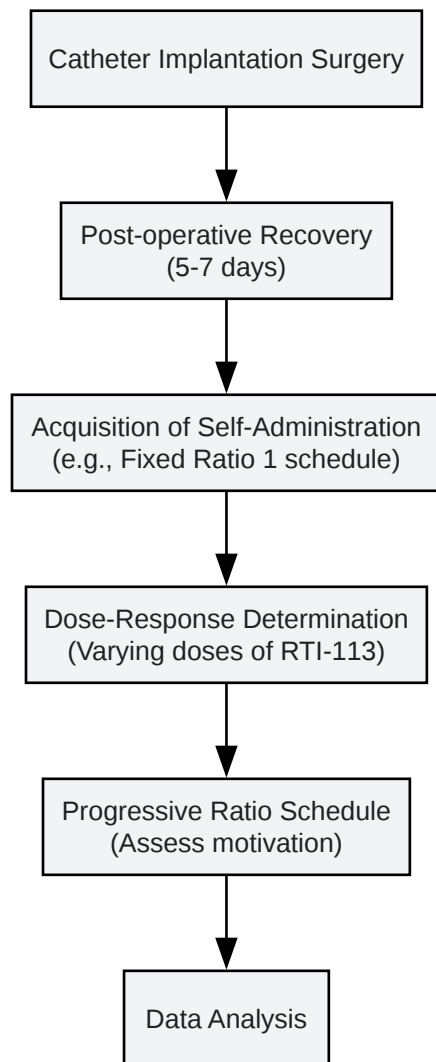 Catheter Implantation Surgery
Post-operative Recovery
(5-7 days)
Acquisition of Self-Administration
(e.g., Fixed Ratio 1 schedule)
Dose-Response Determination
(Varying doses of RTI-113)
Progressive Ratio Schedule
(Assess motivation)
Data Analysis